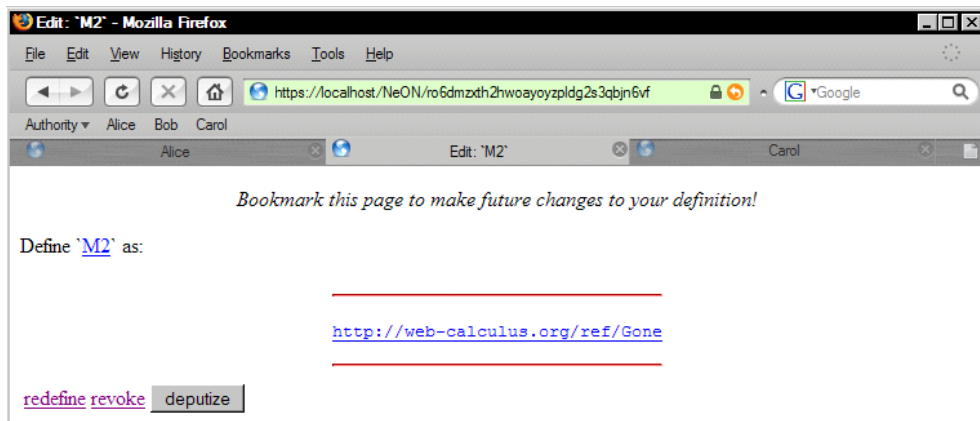 Edit: `M2` - Mozilla Firefox
File Edit View History Bookmarks Tools Help
https://localhost/NeON/ro6dmzxth2hwoayoyzpldg2s3qbjn6vf Google
Authority Alice Bob Carol
Alice Edit: `M2` Carol
Bookmark this page to make future changes to your definition!
Define `M2` as:
http://web-calculus.org/ref/Gone
redefine revoke deputize